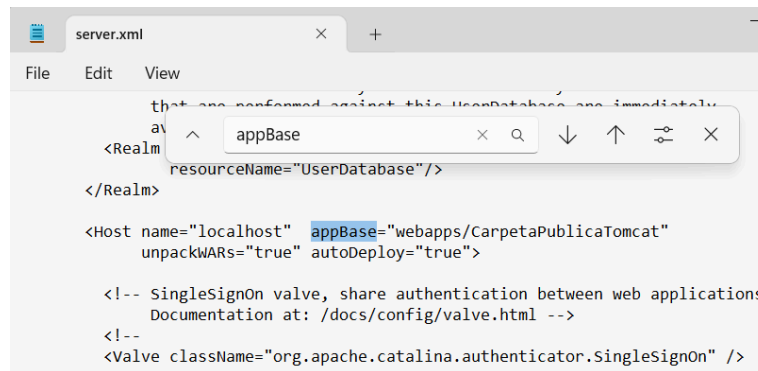 server.xml
File Edit View
appBase
<Realm
resourceName="UserDatabase"/>
</Realm>
<Host name="localhost"  appBase="webapps/CarpetaPublicaTomcat"
unpackWARs="true" autoDeploy="true">
<!-- SingleSignOn valve, share authentication between web applications
Documentation at: /docs/config/valve.html -->
<!--
<Valve className="org.apache.catalina.authenticator.SingleSignOn" />